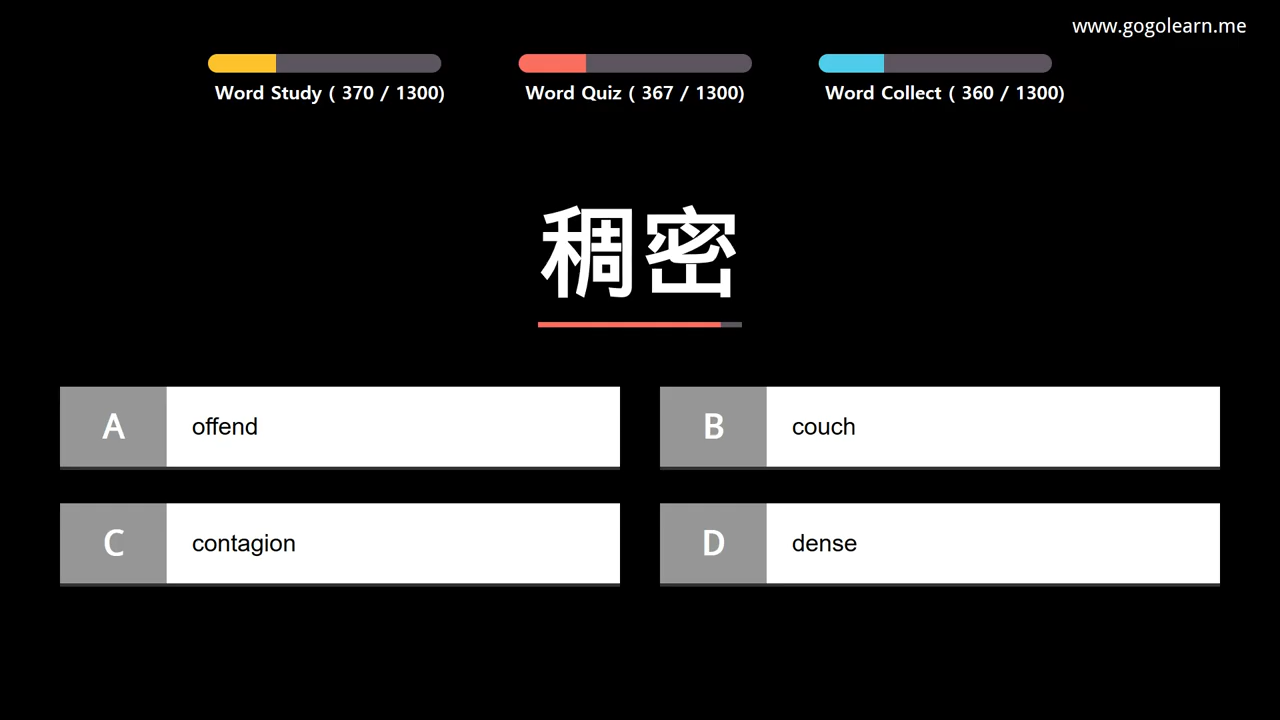 www.gogolearn.me
Word Study ( 370 / 1300)
Word Quiz ( 367 / 1300)
Word Collect ( 360 / 1300)
稠密
A offend
B couch
C contagion
D dense